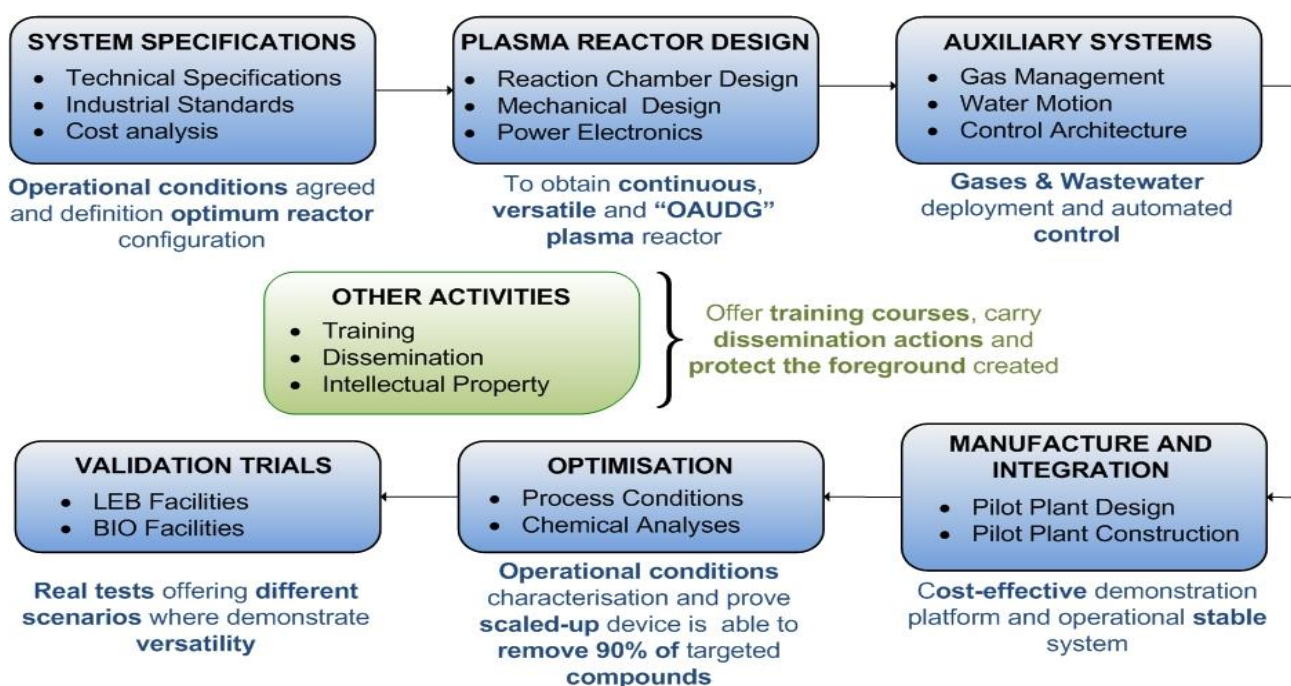 SYSTEM SPECIFICATIONS
• Technical Specifications
• Industrial Standards
• Cost analysis
Operational conditions agreed
and definition optimum reactor
configuration
PLASMA REACTOR DESIGN
• Reaction Chamber Design
• Mechanical Design
• Power Electronics
To obtain continuous,
versatile and “OAUDG”
plasma reactor
AUXILIARY SYSTEMS
• Gas Management
• Water Motion
• Control Architecture
Gases & Wastewater
deployment and automated
control
OTHER ACTIVITIES
• Training
• Dissemination
• Intellectual Property
Offer training courses, carry
dissemination actions and
protect the foreground created
VALIDATION TRIALS
• LEB Facilities
• BIO Facilities
Real tests offering different
scenarios where demonstrate
versatility
OPTIMISATION
• Process Conditions
• Chemical Analyses
Operational conditions
characterisation and prove
scaled-up device is able to
remove 90% of targeted
compounds
MANUFACTURE AND
INTEGRATION
• Pilot Plant Design
• Pilot Plant Construction
Cost-effective demonstration
platform and operational stable
system